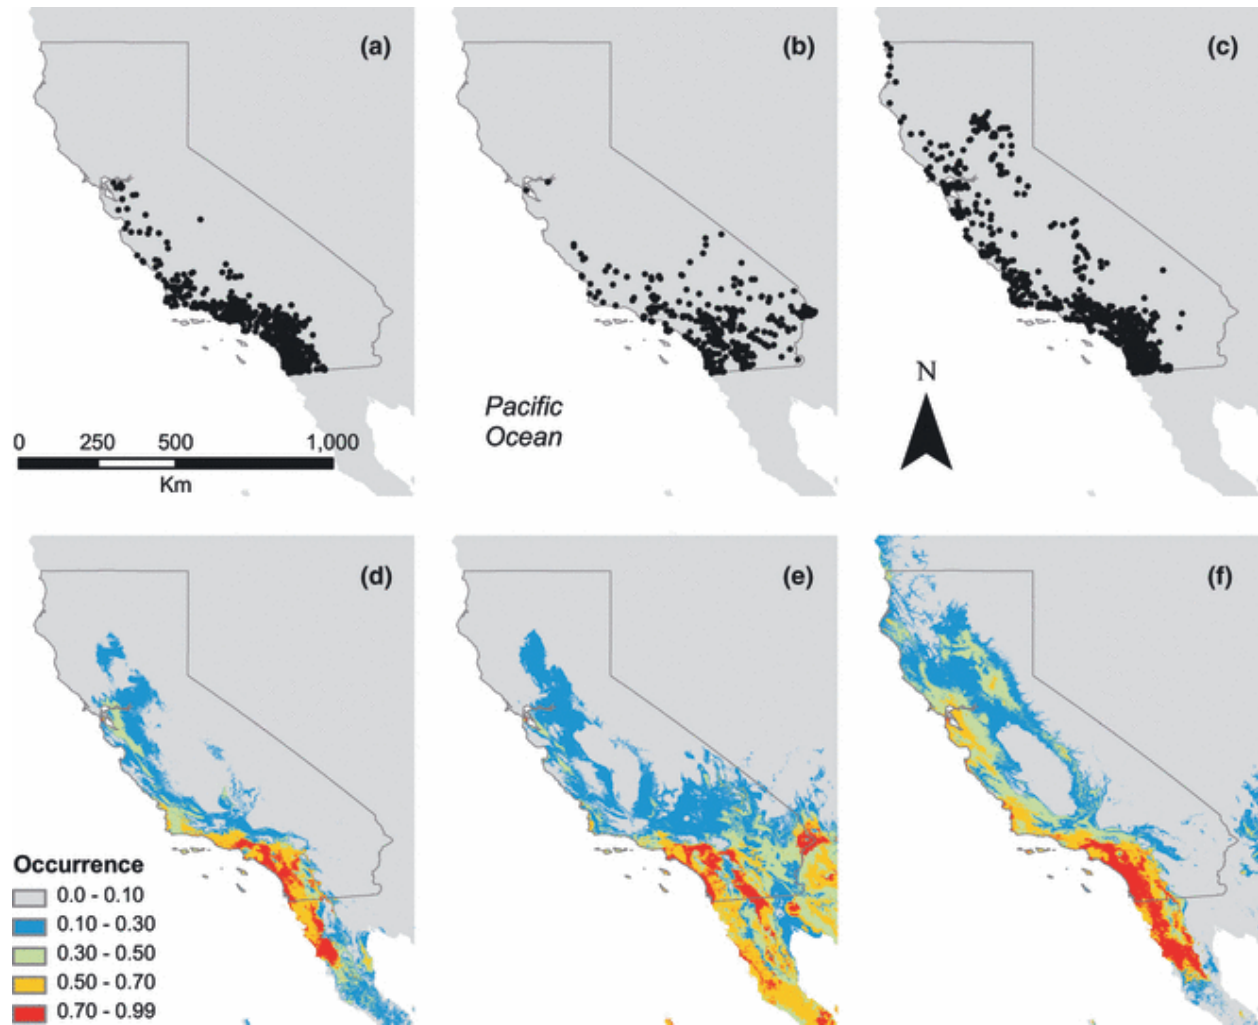 (a)
(b)
(c)
N
Pacific
Ocean
0 250 500 1,000
Km
(d)
(e)
(f)
Occurrence
0.0 - 0.10
0.10 - 0.30
0.30 - 0.50
0.50 - 0.70
0.70 - 0.99